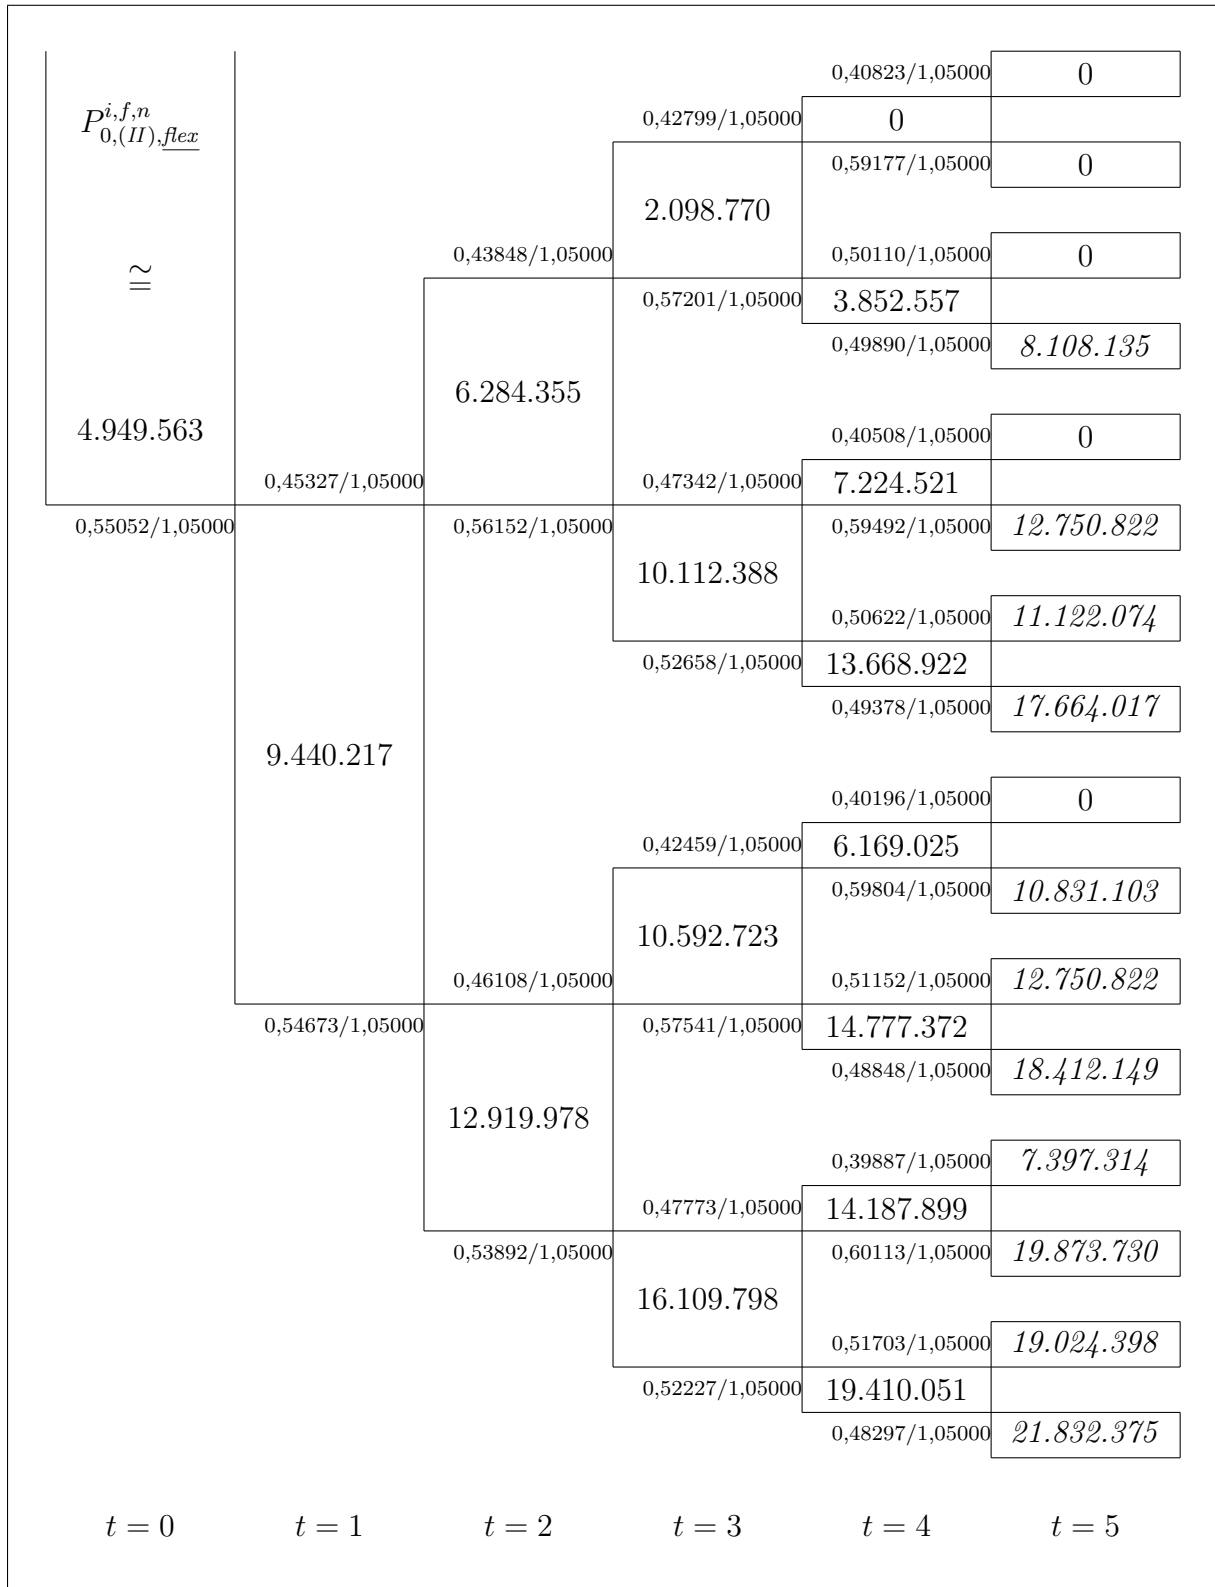 0,40823/1,05000 0
P^{i,f,n}_{0,(II),flex} 0,42799/1,05000 0
0,59177/1,05000 0
2.098.770
0,43848/1,05000 0,50110/1,05000 0
≅ 0,57201/1,05000 3.852.557
0,49890/1,05000 8.108.135
6.284.355
4.949.563 0,40508/1,05000 0
0,45327/1,05000 0,47342/1,05000 7.224.521
0,55052/1,05000 0,56152/1,05000 0,59492/1,05000 12.750.822
10.112.388
0,50622/1,05000 11.122.074
0,52658/1,05000 13.668.922
0,49378/1,05000 17.664.017
9.440.217
0,40196/1,05000 0
0,42459/1,05000 6.169.025
0,59804/1,05000 10.831.103
10.592.723
0,46108/1,05000 0,51152/1,05000 12.750.822
0,54673/1,05000 0,57541/1,05000 14.777.372
0,48848/1,05000 18.412.149
12.919.978
0,39887/1,05000 7.397.314
0,47773/1,05000 14.187.899
0,53892/1,05000 0,60113/1,05000 19.873.730
16.109.798
0,51703/1,05000 19.024.398
0,52227/1,05000 19.410.051
0,48297/1,05000 21.832.375
t = 0 t = 1 t = 2 t = 3 t = 4 t = 5